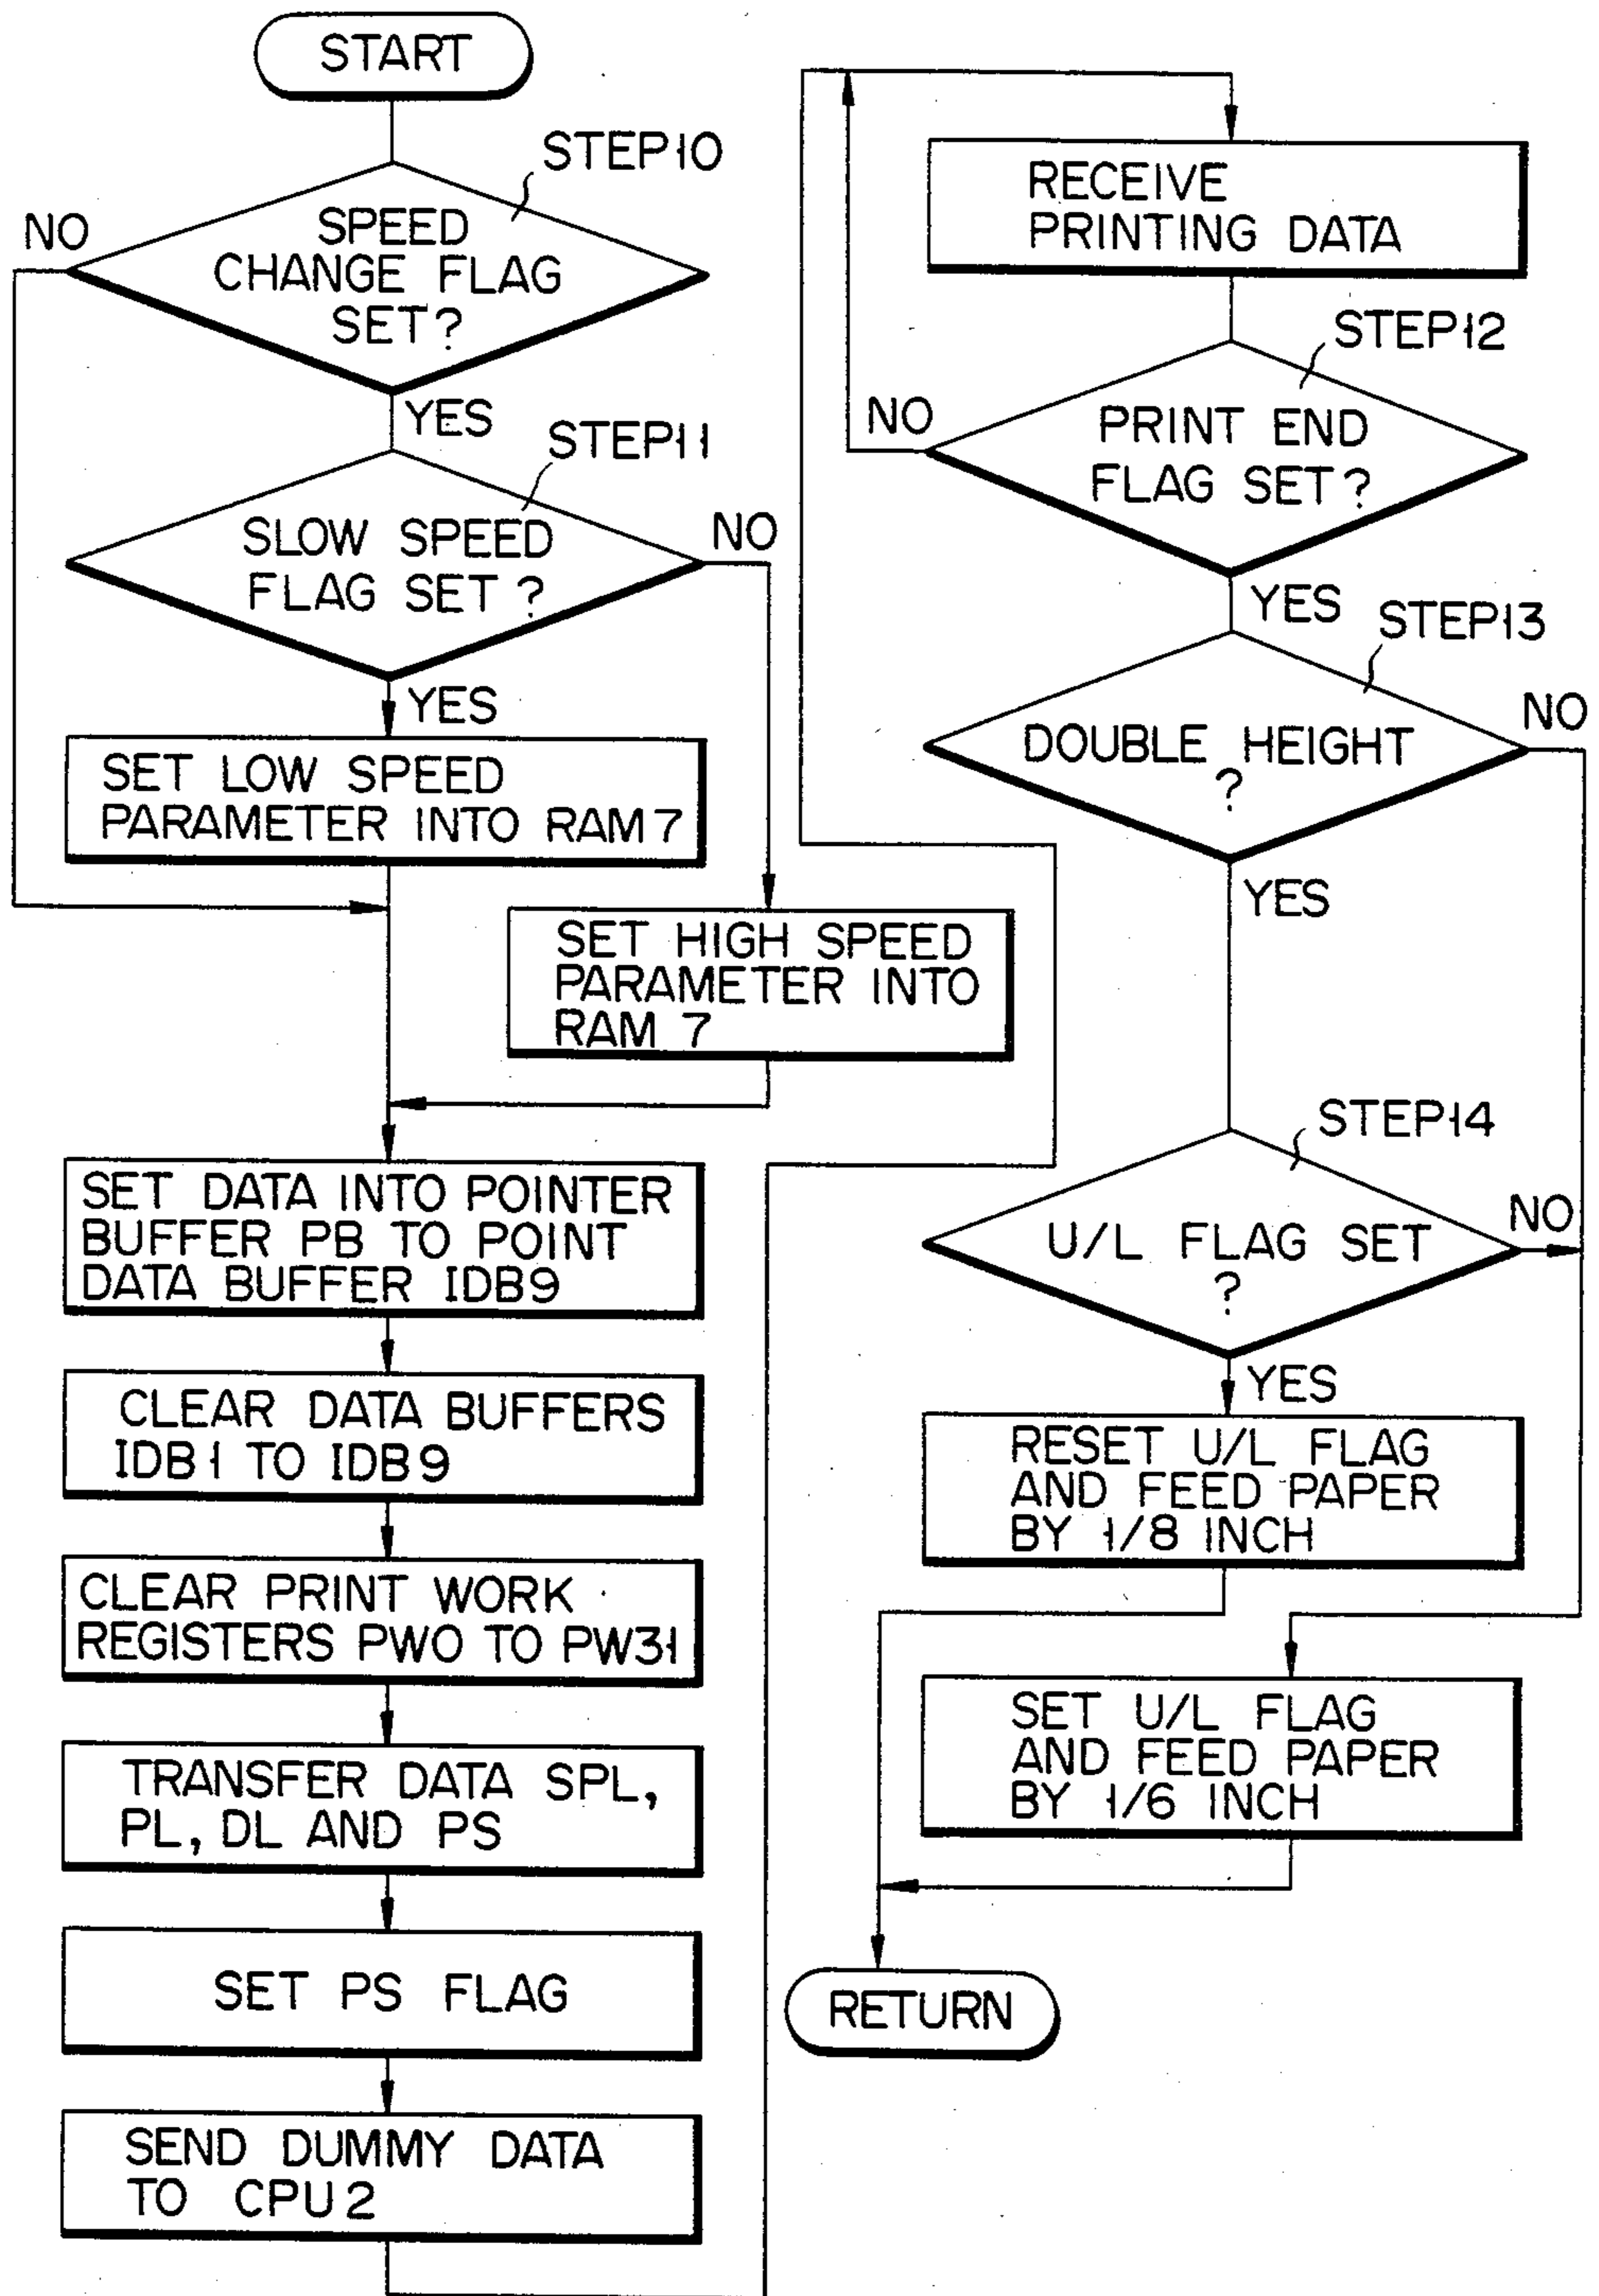 START
STEP10
NO
SPEED
CHANGE FLAG
SET?
YES
STEP11
SLOW SPEED
FLAG SET?
NO
YES
SET LOW SPEED
PARAMETER INTO RAM 7
SET HIGH SPEED
PARAMETER INTO
RAM 7
SET DATA INTO POINTER
BUFFER PB TO POINT
DATA BUFFER IDB9
CLEAR DATA BUFFERS
IDB1 TO IDB9
CLEAR PRINT WORK
REGISTERS PW0 TO PW31
TRANSFER DATA SPL,
PL, DL AND PS
SET PS FLAG
SEND DUMMY DATA
TO CPU2
RECEIVE
PRINTING DATA
STEP12
NO
PRINT END
FLAG SET?
YES
STEP13
NO
DOUBLE HEIGHT
?
YES
STEP14
NO
U/L FLAG SET
?
YES
RESET U/L FLAG
AND FEED PAPER
BY 1/8 INCH
SET U/L FLAG
AND FEED PAPER
BY 1/6 INCH
RETURN